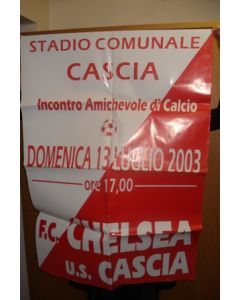 STADIO COMUNALE
CASCIA
Incontro Amichevole di Calcio
DOMENICA 13 LUGLIO 2003
ore 17,00
F.C. CHELSEA
U.S. CASCIA